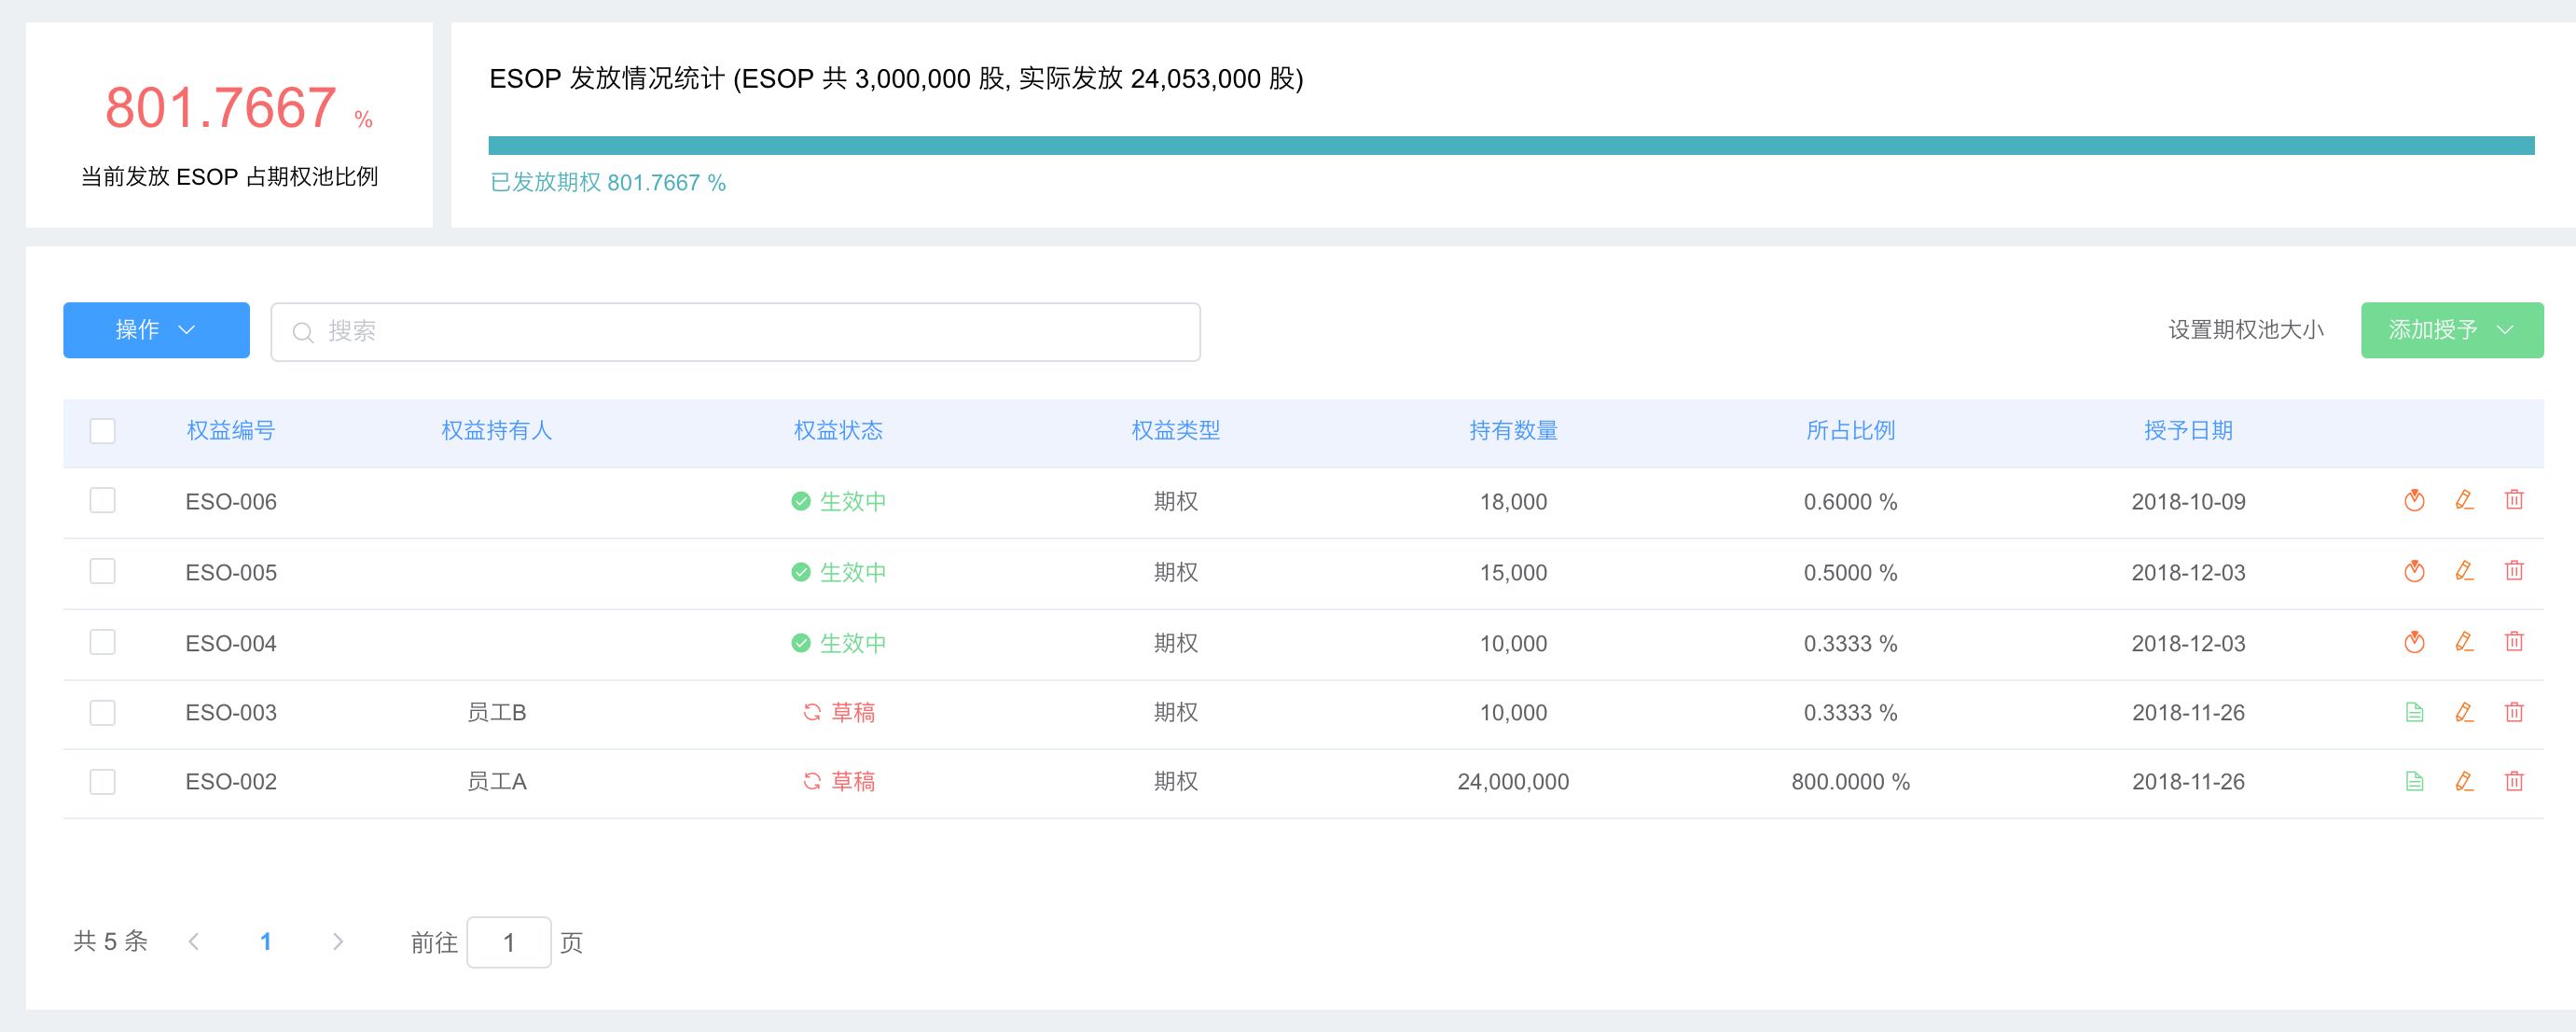 801.7667 %
当前发放 ESOP 占期权池比例
ESOP 发放情况统计 (ESOP 共 3,000,000 股, 实际发放 24,053,000 股)
已发放期权 801.7667 %
操作 搜索 设置期权池大小 添加授予
权益编号 权益持有人 权益状态 权益类型 持有数量 所占比例 授予日期
ESO-006 生效中 期权 18,000 0.6000 % 2018-10-09
ESO-005 生效中 期权 15,000 0.5000 % 2018-12-03
ESO-004 生效中 期权 10,000 0.3333 % 2018-12-03
ESO-003 员工B 草稿 期权 10,000 0.3333 % 2018-11-26
ESO-002 员工A 草稿 期权 24,000,000 800.0000 % 2018-11-26
共 5 条 1 前往 1 页